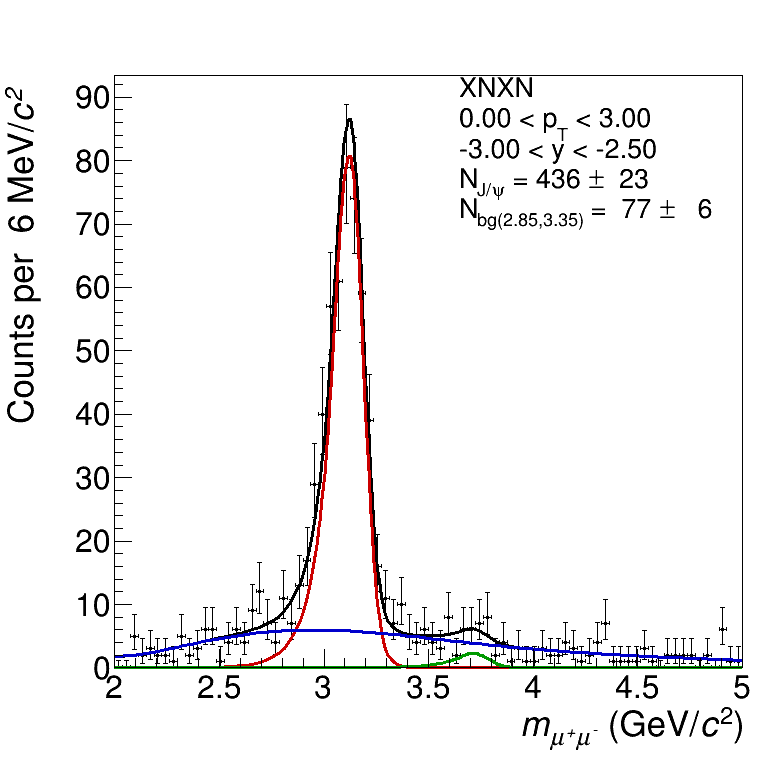 XNXN
0.00 < p_T < 3.00
-3.00 < y < -2.50
N_J/ψ = 436 ± 23
N_bg(2.85,3.35) = 77 ± 6
Counts per 6 MeV/c²
90
80
70
60
50
40
30
20
10
0
2 2.5 3 3.5 4 4.5 5
m_μ⁺μ⁻ (GeV/c²)